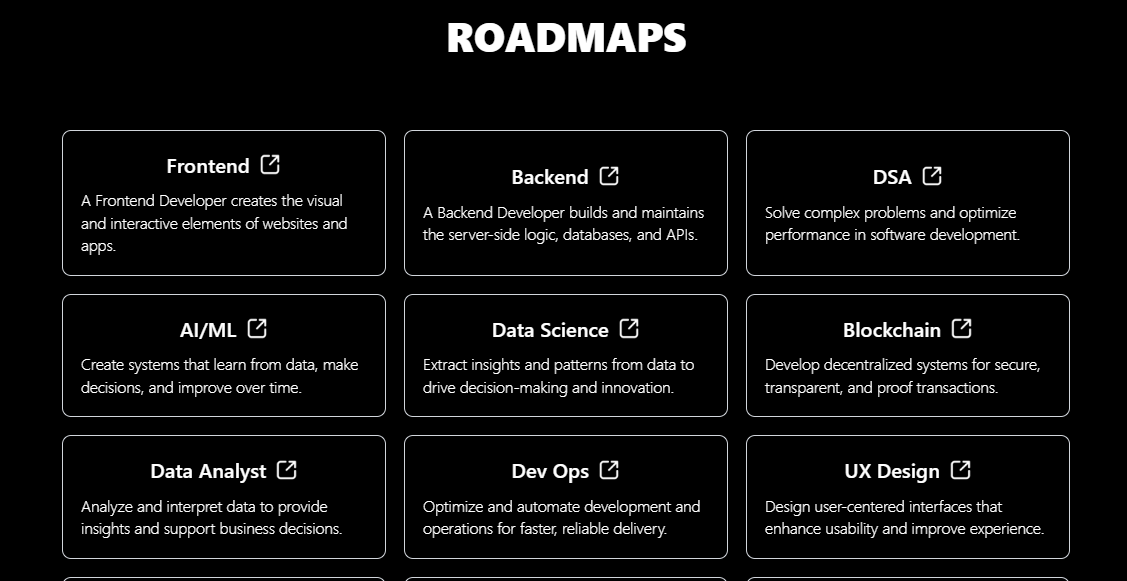 ROADMAPS
Frontend
A Frontend Developer creates the visual
and interactive elements of websites and
apps.
Backend
A Backend Developer builds and maintains
the server-side logic, databases, and APIs.
DSA
Solve complex problems and optimize
performance in software development.
AI/ML
Create systems that learn from data, make
decisions, and improve over time.
Data Science
Extract insights and patterns from data to
drive decision-making and innovation.
Blockchain
Develop decentralized systems for secure,
transparent, and proof transactions.
Data Analyst
Analyze and interpret data to provide
insights and support business decisions.
Dev Ops
Optimize and automate development and
operations for faster, reliable delivery.
UX Design
Design user-centered interfaces that
enhance usability and improve experience.